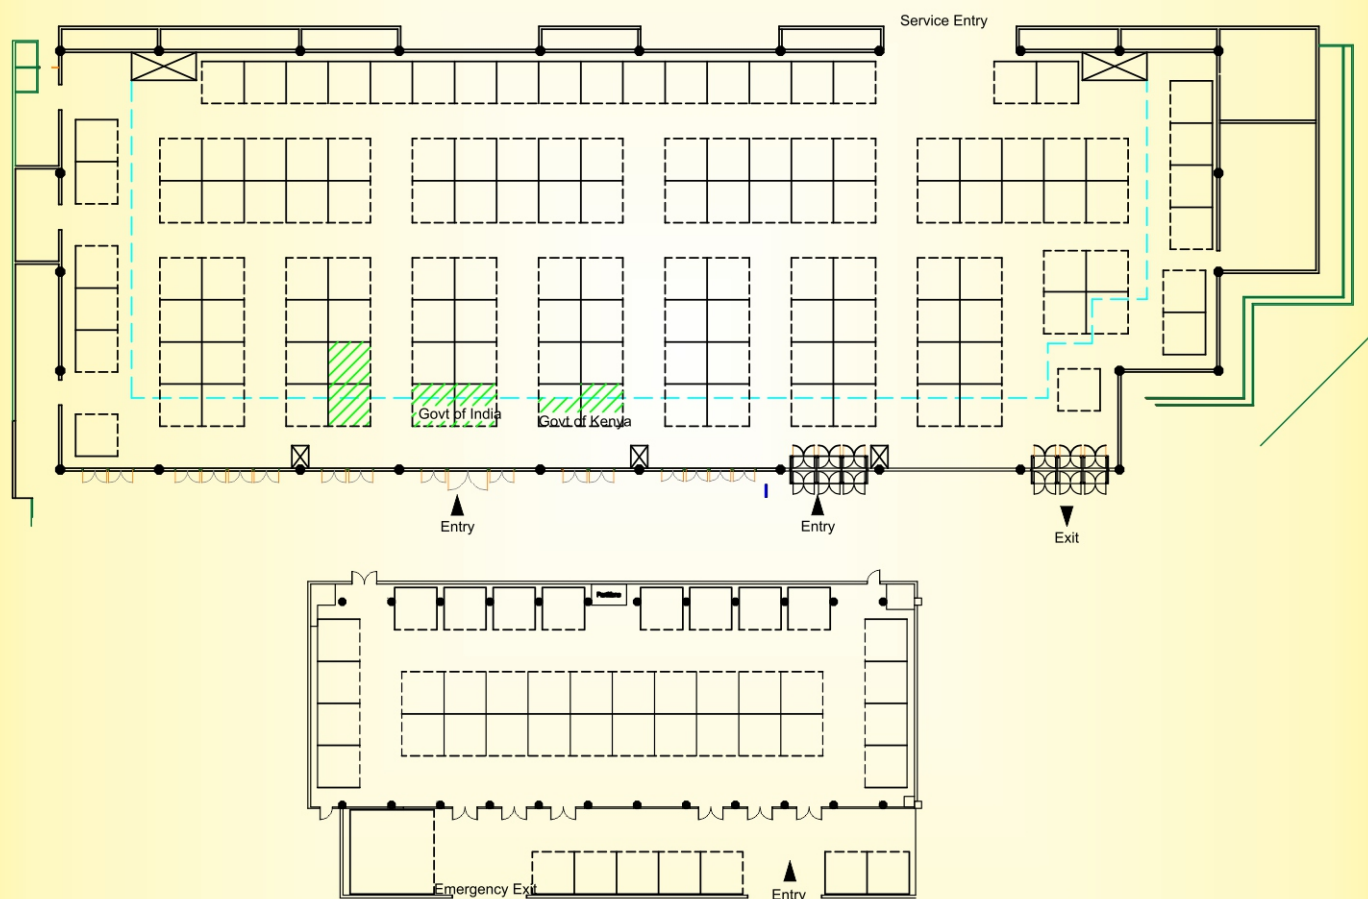 Service Entry
Govt of India
Govt of Kenya
Entry
Entry
Exit
Emergency Exit
Entry